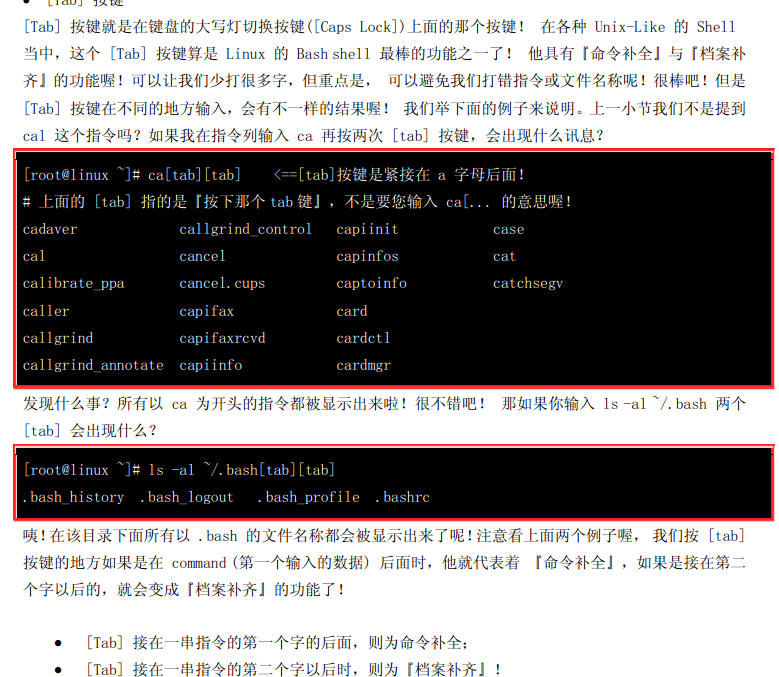 • [Tab] 按键
[Tab] 按键就是在键盘的大写灯切换按键([Caps Lock])上面的那个按键！ 在各种 Unix-Like 的 Shell
当中，这个 [Tab] 按键算是 Linux 的 Bash shell 最棒的功能之一了！ 他具有『命令补全』与『档案补
齐』的功能喔！可以让我们少打很多字，但重点是， 可以避免我们打错指令或文件名称呢！很棒吧！但是
[Tab] 按键在不同的地方输入，会有不一样的结果喔！ 我们举下面的例子来说明。上一小节我们不是提到
cal 这个指令吗？如果我在指令列输入 ca 再按两次 [tab] 按键，会出现什么讯息？
[root@linux ~]# ca[tab][tab] <==[tab]按键是紧接在 a 字母后面！
# 上面的 [tab] 指的是『按下那个 tab 键』，不是要您输入 ca[... 的意思喔！
cadaver callgrind_control capiinit case
cal cancel capinfos cat
calibrate_ppa cancel.cups captoinfo catchsegv
caller capifax card
callgrind capifaxrcvd cardctl
callgrind_annotate capiinfo cardmgr
发现什么事？所有以 ca 为开头的指令都被显示出来啦！很不错吧！ 那如果你输入 ls -al ~/.bash 两个
[tab] 会出现什么？
[root@linux ~]# ls -al ~/.bash[tab][tab]
.bash_history .bash_logout .bash_profile .bashrc
咦！在该目录下面所有以 .bash 的文件名称都会被显示出来了呢！注意看上面两个例子喔， 我们按 [tab]
按键的地方如果是在 command (第一个输入的数据) 后面时，他就代表着 『命令补全』，如果是接在第二
个字以后的，就会变成『档案补齐』的功能了！
• [Tab] 接在一串指令的第一个字的后面，则为命令补全；
• [Tab] 接在一串指令的第二个字以后时，则为『档案补齐』！